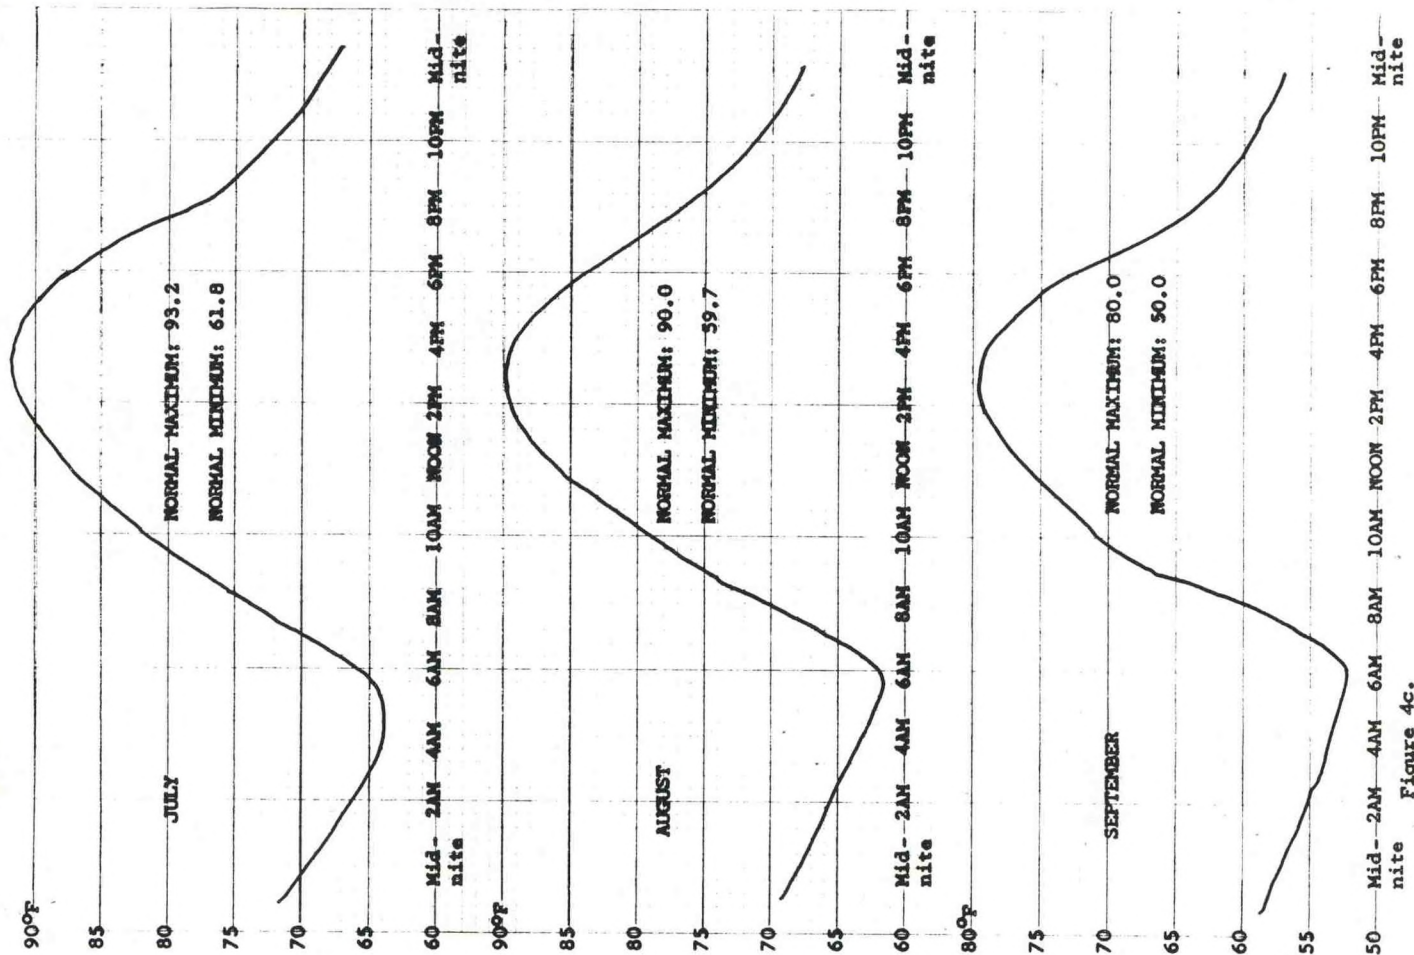 90°F
85
80
75
70
65
60
JULY
NORMAL MAXIMUM: 93.2
NORMAL MINIMUM: 61.8
Mid-nite 2AM 4AM 6AM 8AM 10AM NOON 2PM 4PM 6PM 8PM 10PM Mid-nite
90°F
85
80
75
70
65
60
AUGUST
NORMAL MAXIMUM: 90.0
NORMAL MINIMUM: 59.7
Mid-nite 2AM 4AM 6AM 8AM 10AM NOON 2PM 4PM 6PM 8PM 10PM Mid-nite
80°F
75
70
65
60
55
50
SEPTEMBER
NORMAL MAXIMUM: 80.0
NORMAL MINIMUM: 50.0
Mid-nite 2AM 4AM 6AM 8AM 10AM NOON 2PM 4PM 6PM 8PM 10PM Mid-nite
Figure 4c.